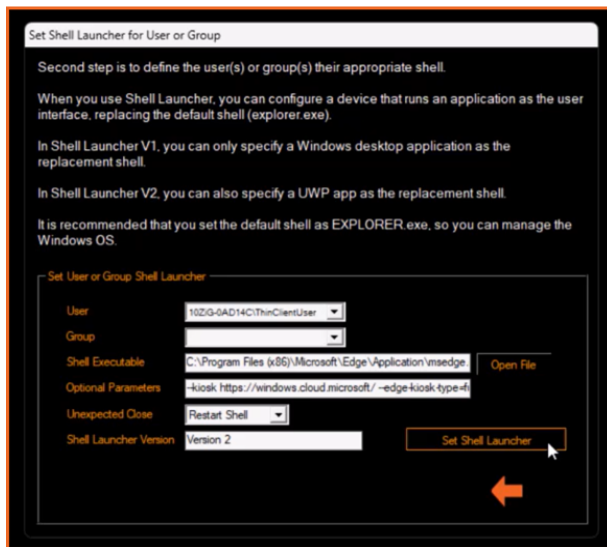 Set Shell Launcher for User or Group
Second step is to define the user(s) or group(s) their appropriate shell.
When you use Shell Launcher, you can configure a device that runs an application as the user
interface, replacing the default shell (explorer.exe).
In Shell Launcher V1, you can only specify a Windows desktop application as the
replacement shell.
In Shell Launcher V2, you can also specify a UWP app as the replacement shell.
It is recommended that you set the default shell as EXPLORER.exe, so you can manage the
Windows OS.
Set User or Group Shell Launcher
User 10ZiG-0AD14C\ThinClientUser
Group
Shell Executable C:\Program Files (x86)\Microsoft\Edge\Application\msedge. Open File
Optional Parameters --kiosk https://windows.cloud.microsoft/ --edge-kiosk-type=f
Unexpected Close Restart Shell
Shell Launcher Version Version 2 Set Shell Launcher